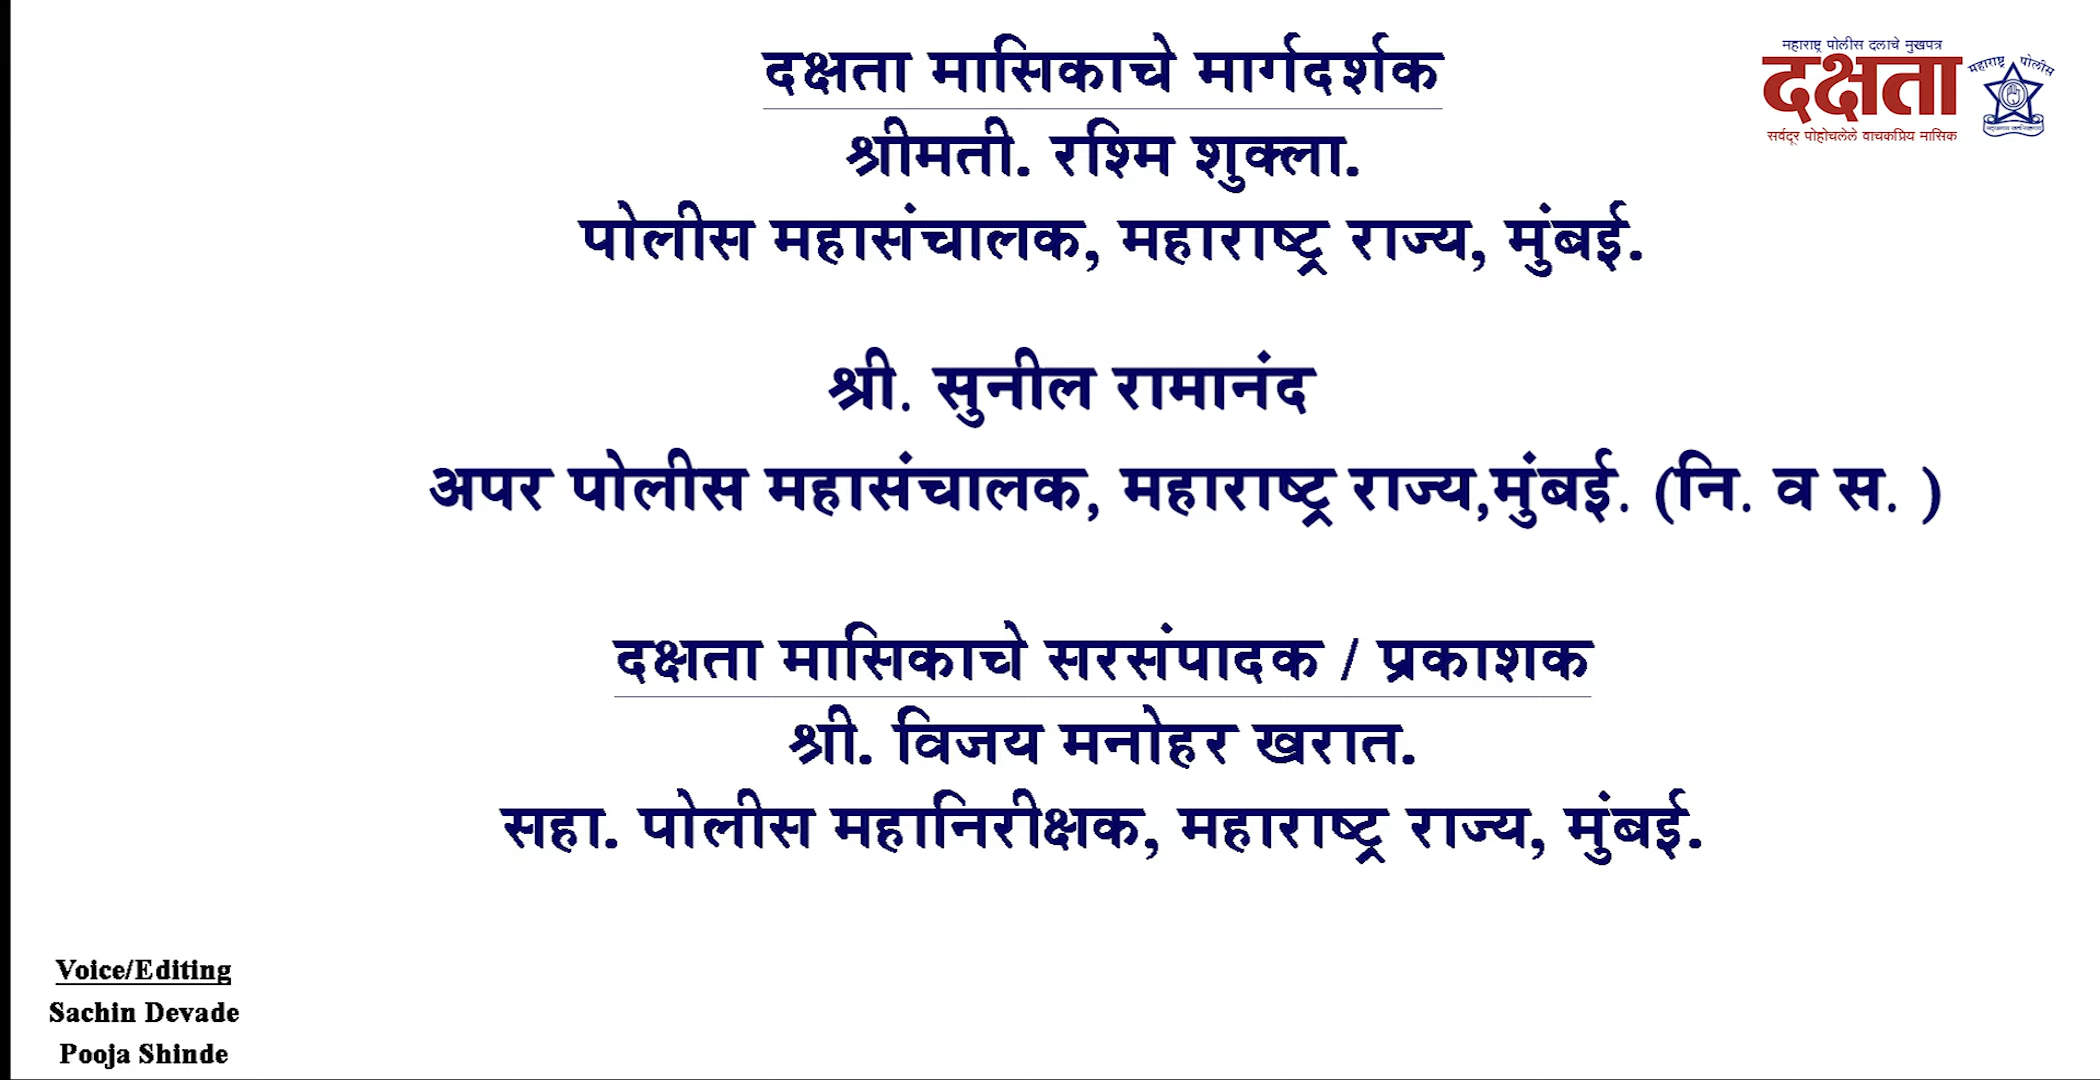 दक्षता मासिकाचे मार्गदर्शक
श्रीमती. रश्मि शुक्ला.
पोलीस महासंचालक, महाराष्ट्र राज्य, मुंबई.
श्री. सुनील रामानंद
अपर पोलीस महासंचालक, महाराष्ट्र राज्य,मुंबई. (नि. व स. )
दक्षता मासिकाचे सरसंपादक / प्रकाशक
श्री. विजय मनोहर खरात.
सहा. पोलीस महानिरीक्षक, महाराष्ट्र राज्य, मुंबई.
महाराष्ट्र पोलीस दलाचे मुखपत्र
दक्षता
सर्वदूर पोहोचलेले वाचकप्रिय मासिक
महाराष्ट्र पोलीस
Voice/Editing
Sachin Devade
Pooja Shinde